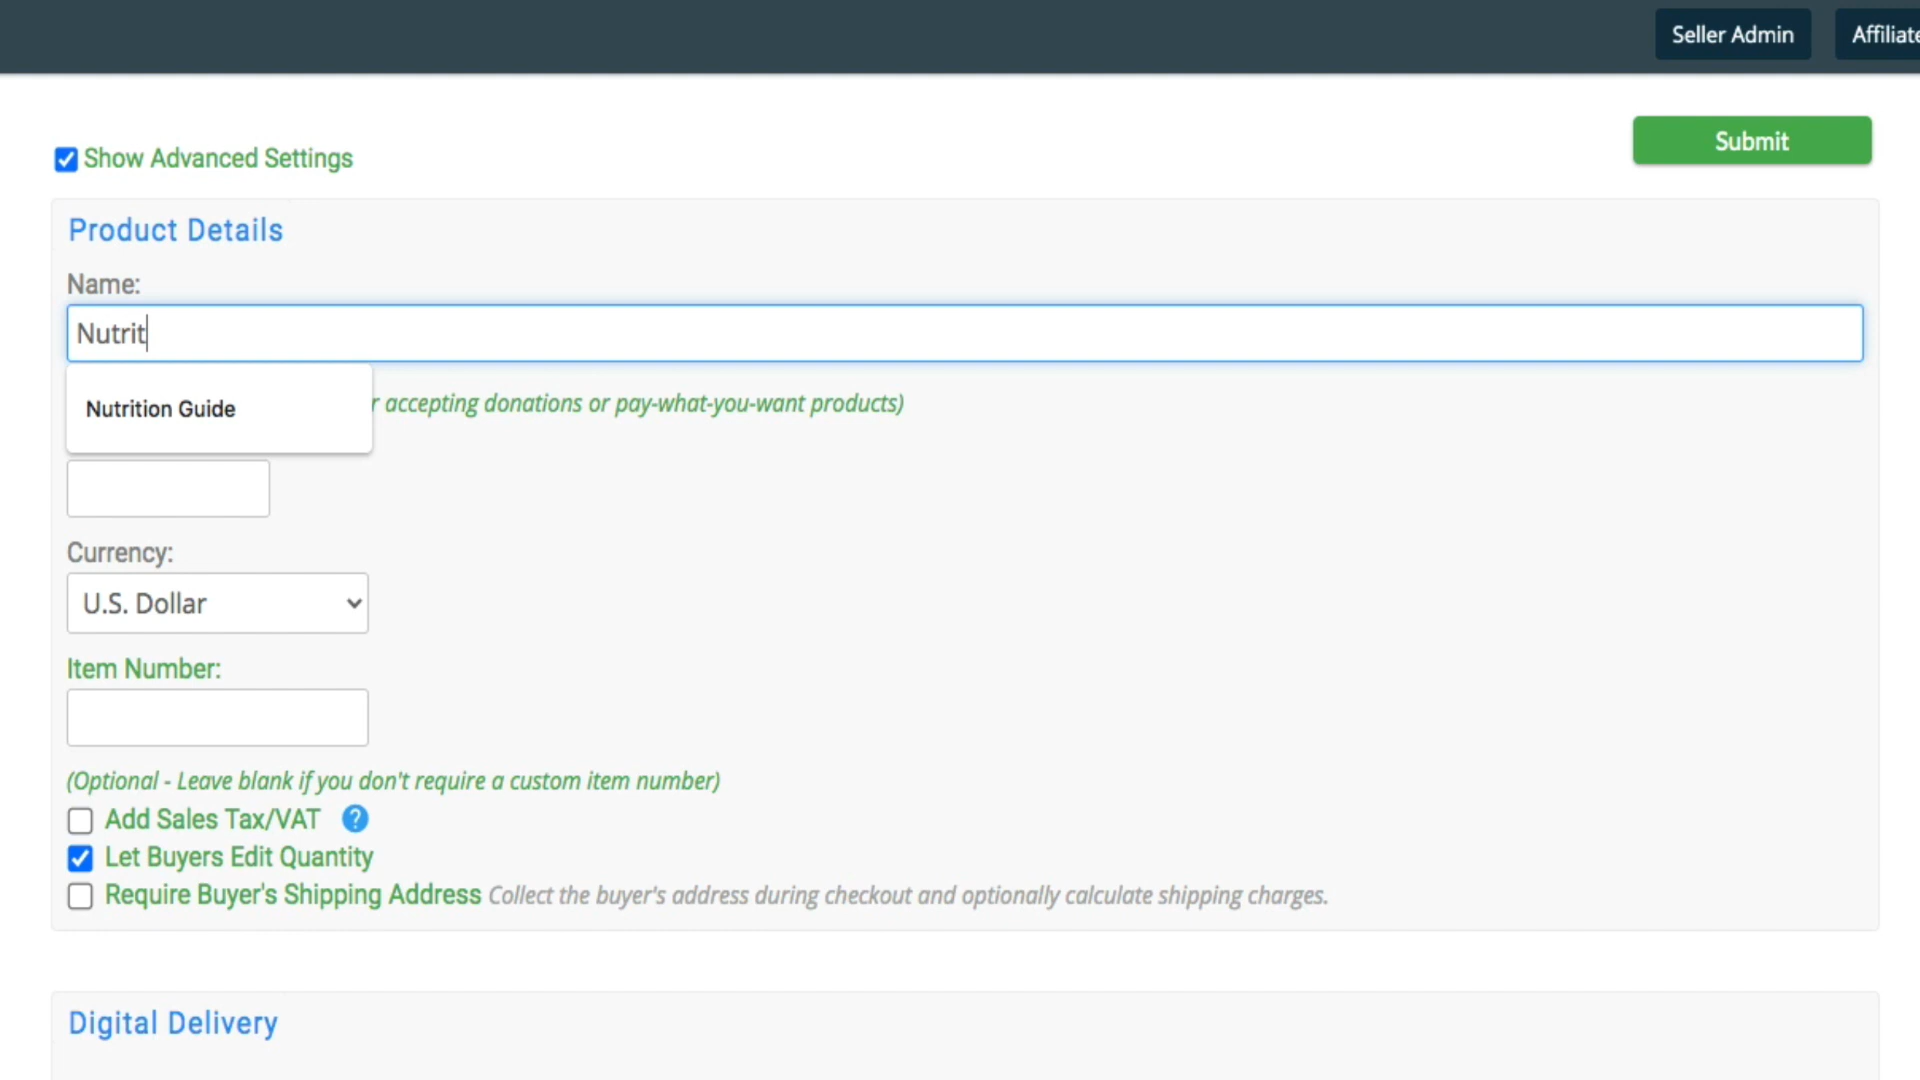 Seller Admin
Affiliate
Show Advanced Settings
Submit
Product Details
Name:
Nutrit
Nutrition Guide
r accepting donations or pay-what-you-want products)
Currency:
U.S. Dollar
Item Number:
(Optional - Leave blank if you don't require a custom item number)
Add Sales Tax/VAT ?
Let Buyers Edit Quantity
Require Buyer's Shipping Address Collect the buyer's address during checkout and optionally calculate shipping charges.
Digital Delivery